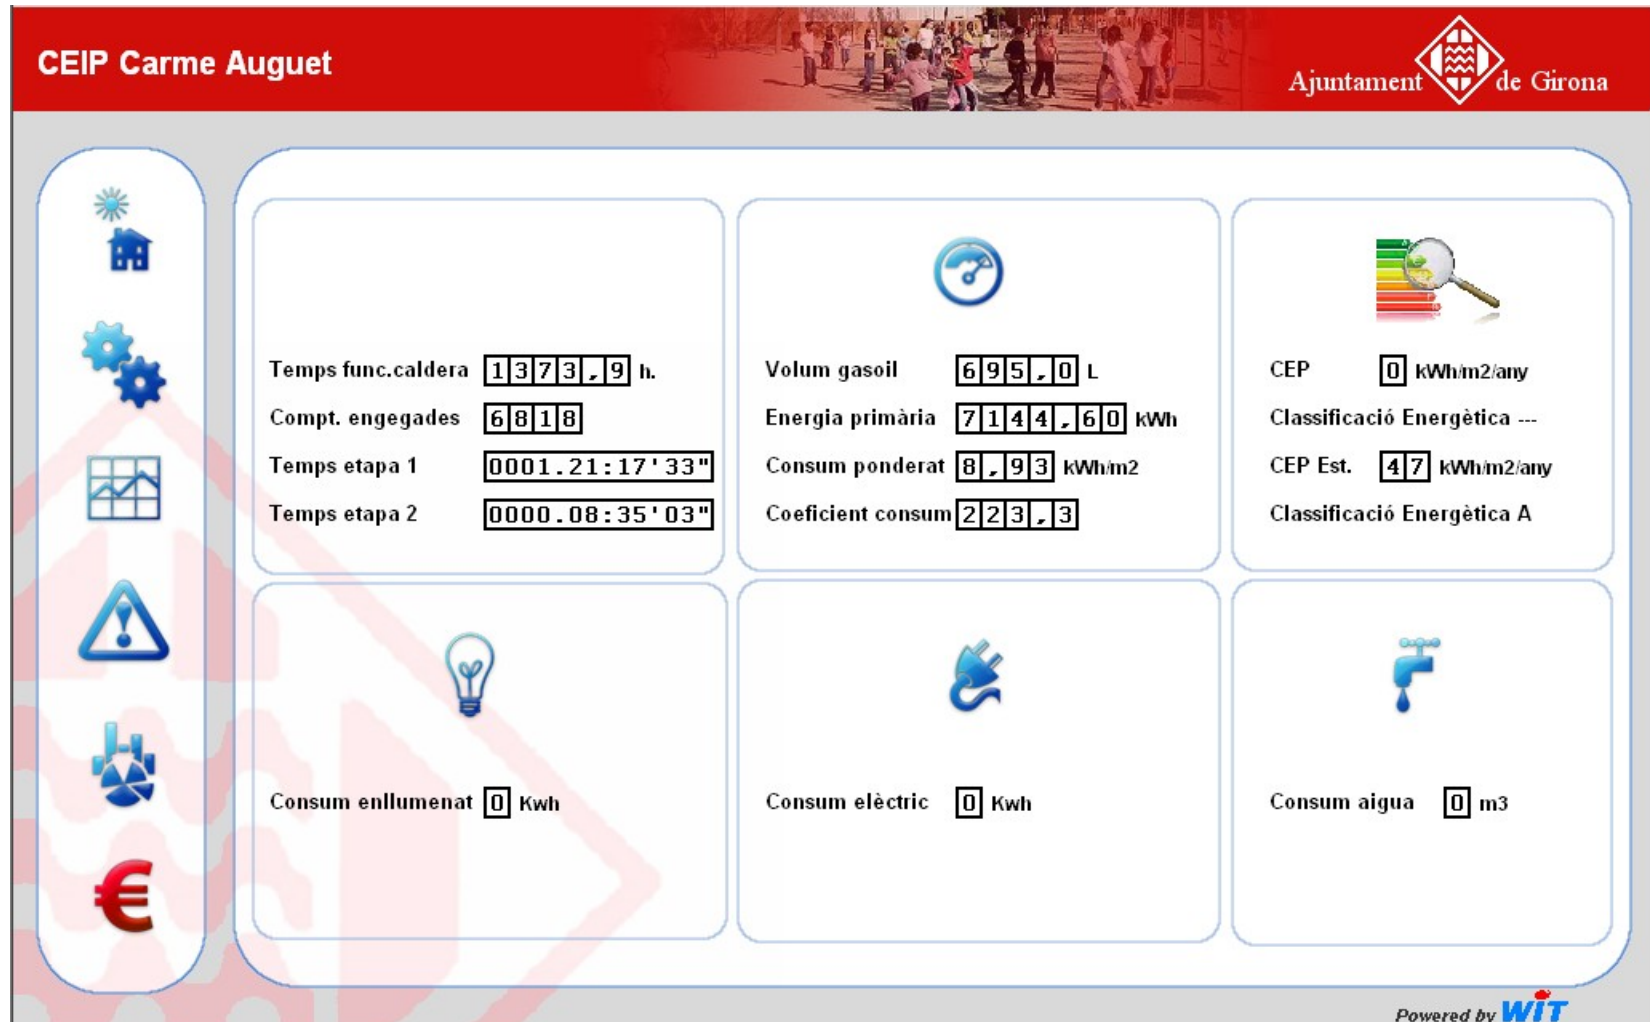 CEIP Carme Auguet
Ajuntament de Girona
Temps func.caldera 1373,9 h.
Compt. engegades 6818
Temps etapa 1 0001.21:17'33"
Temps etapa 2 0000.08:35'03"
Volum gasoil 695,0 L
Energia primària 7144,60 kWh
Consum ponderat 8,93 kWh/m2
Coeficient consum 223,3
CEP 0 kWh/m2/any
Classificació Energètica ---
CEP Est. 47 kWh/m2/any
Classificació Energètica A
Consum enllumenat 0 Kwh
Consum elèctric 0 Kwh
Consum aigua 0 m3
Powered by WiT